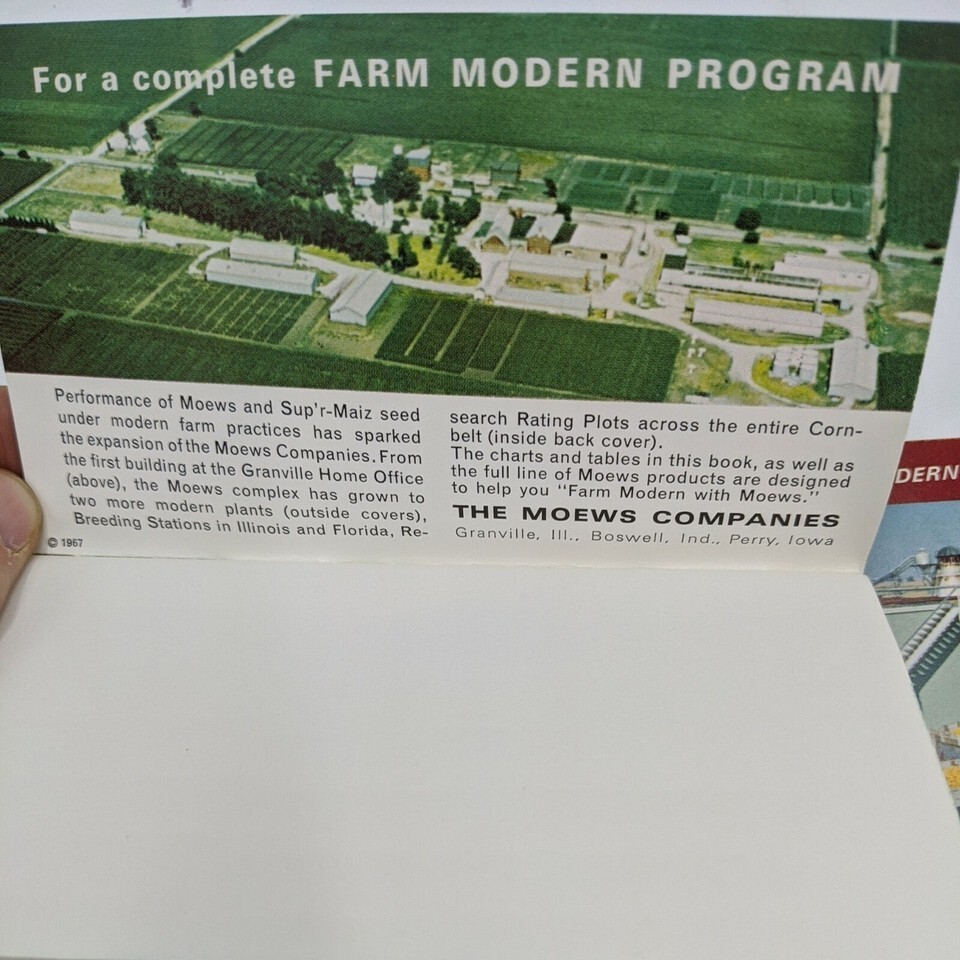 For a complete FARM MODERN PROGRAM
Performance of Moews and Sup'r-Maiz seed
under modern farm practices has sparked
the expansion of the Moews Companies. From
the first building at the Granville Home Office
(above), the Moews complex has grown to
two more modern plants (outside covers),
Breeding Stations in Illinois and Florida, Re-
© 1967
search Rating Plots across the entire Corn-
belt (inside back cover).
The charts and tables in this book, as well as
the full line of Moews products are designed
to help you "Farm Modern with Moews."
THE MOEWS COMPANIES
Granville, Ill., Boswell, Ind., Perry, Iowa
DERN